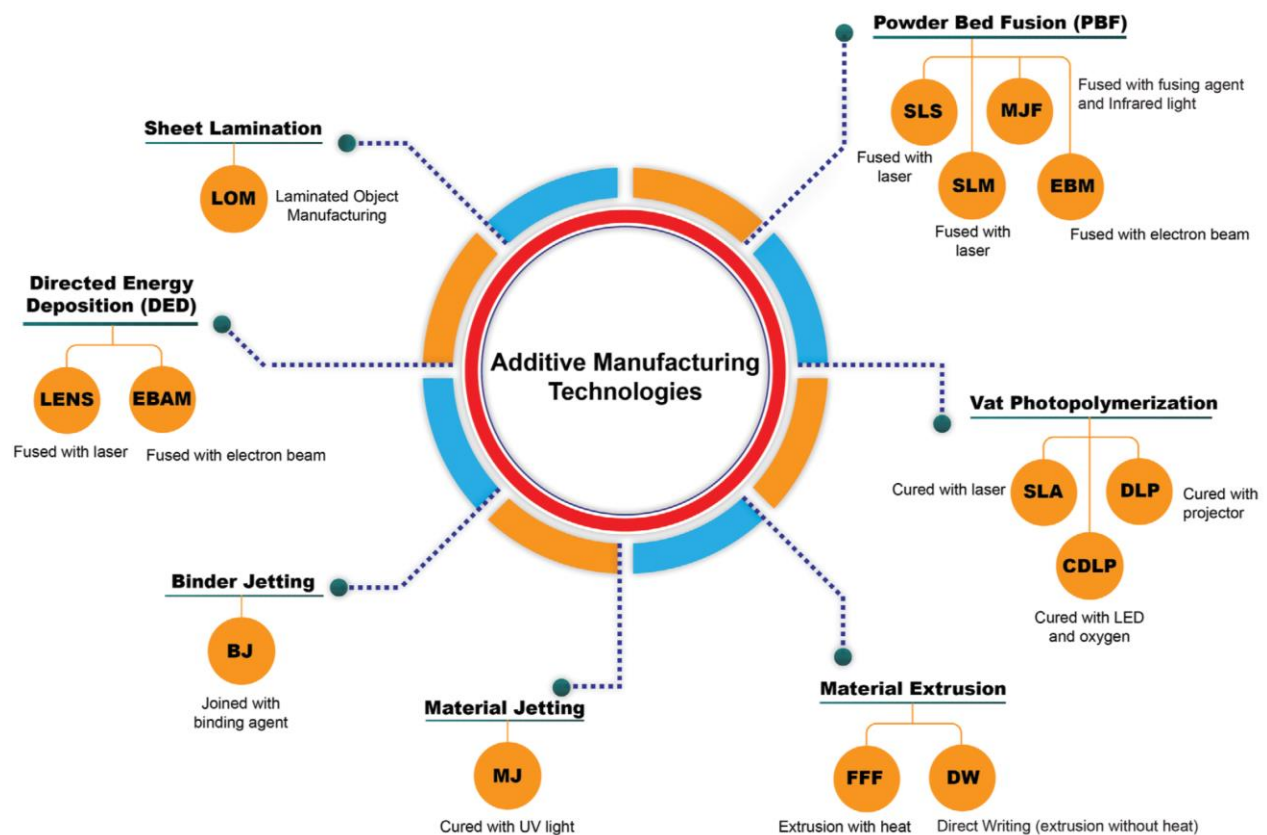 Powder Bed Fusion (PBF)
SLS
Fused with
laser
SLM
Fused with
laser
MJF
Fused with fusing agent
and Infrared light
EBM
Fused with electron beam
Sheet Lamination
LOM
Laminated Object
Manufacturing
Directed Energy
Deposition (DED)
LENS
Fused with laser
EBAM
Fused with electron beam
Additive Manufacturing
Technologies
Vat Photopolymerization
Cured with laser
SLA
DLP
Cured with
projector
CDLP
Cured with LED
and oxygen
Binder Jetting
BJ
Joined with
binding agent
Material Jetting
MJ
Cured with UV light
Material Extrusion
FFF
Extrusion with heat
DW
Direct Writing (extrusion without heat)